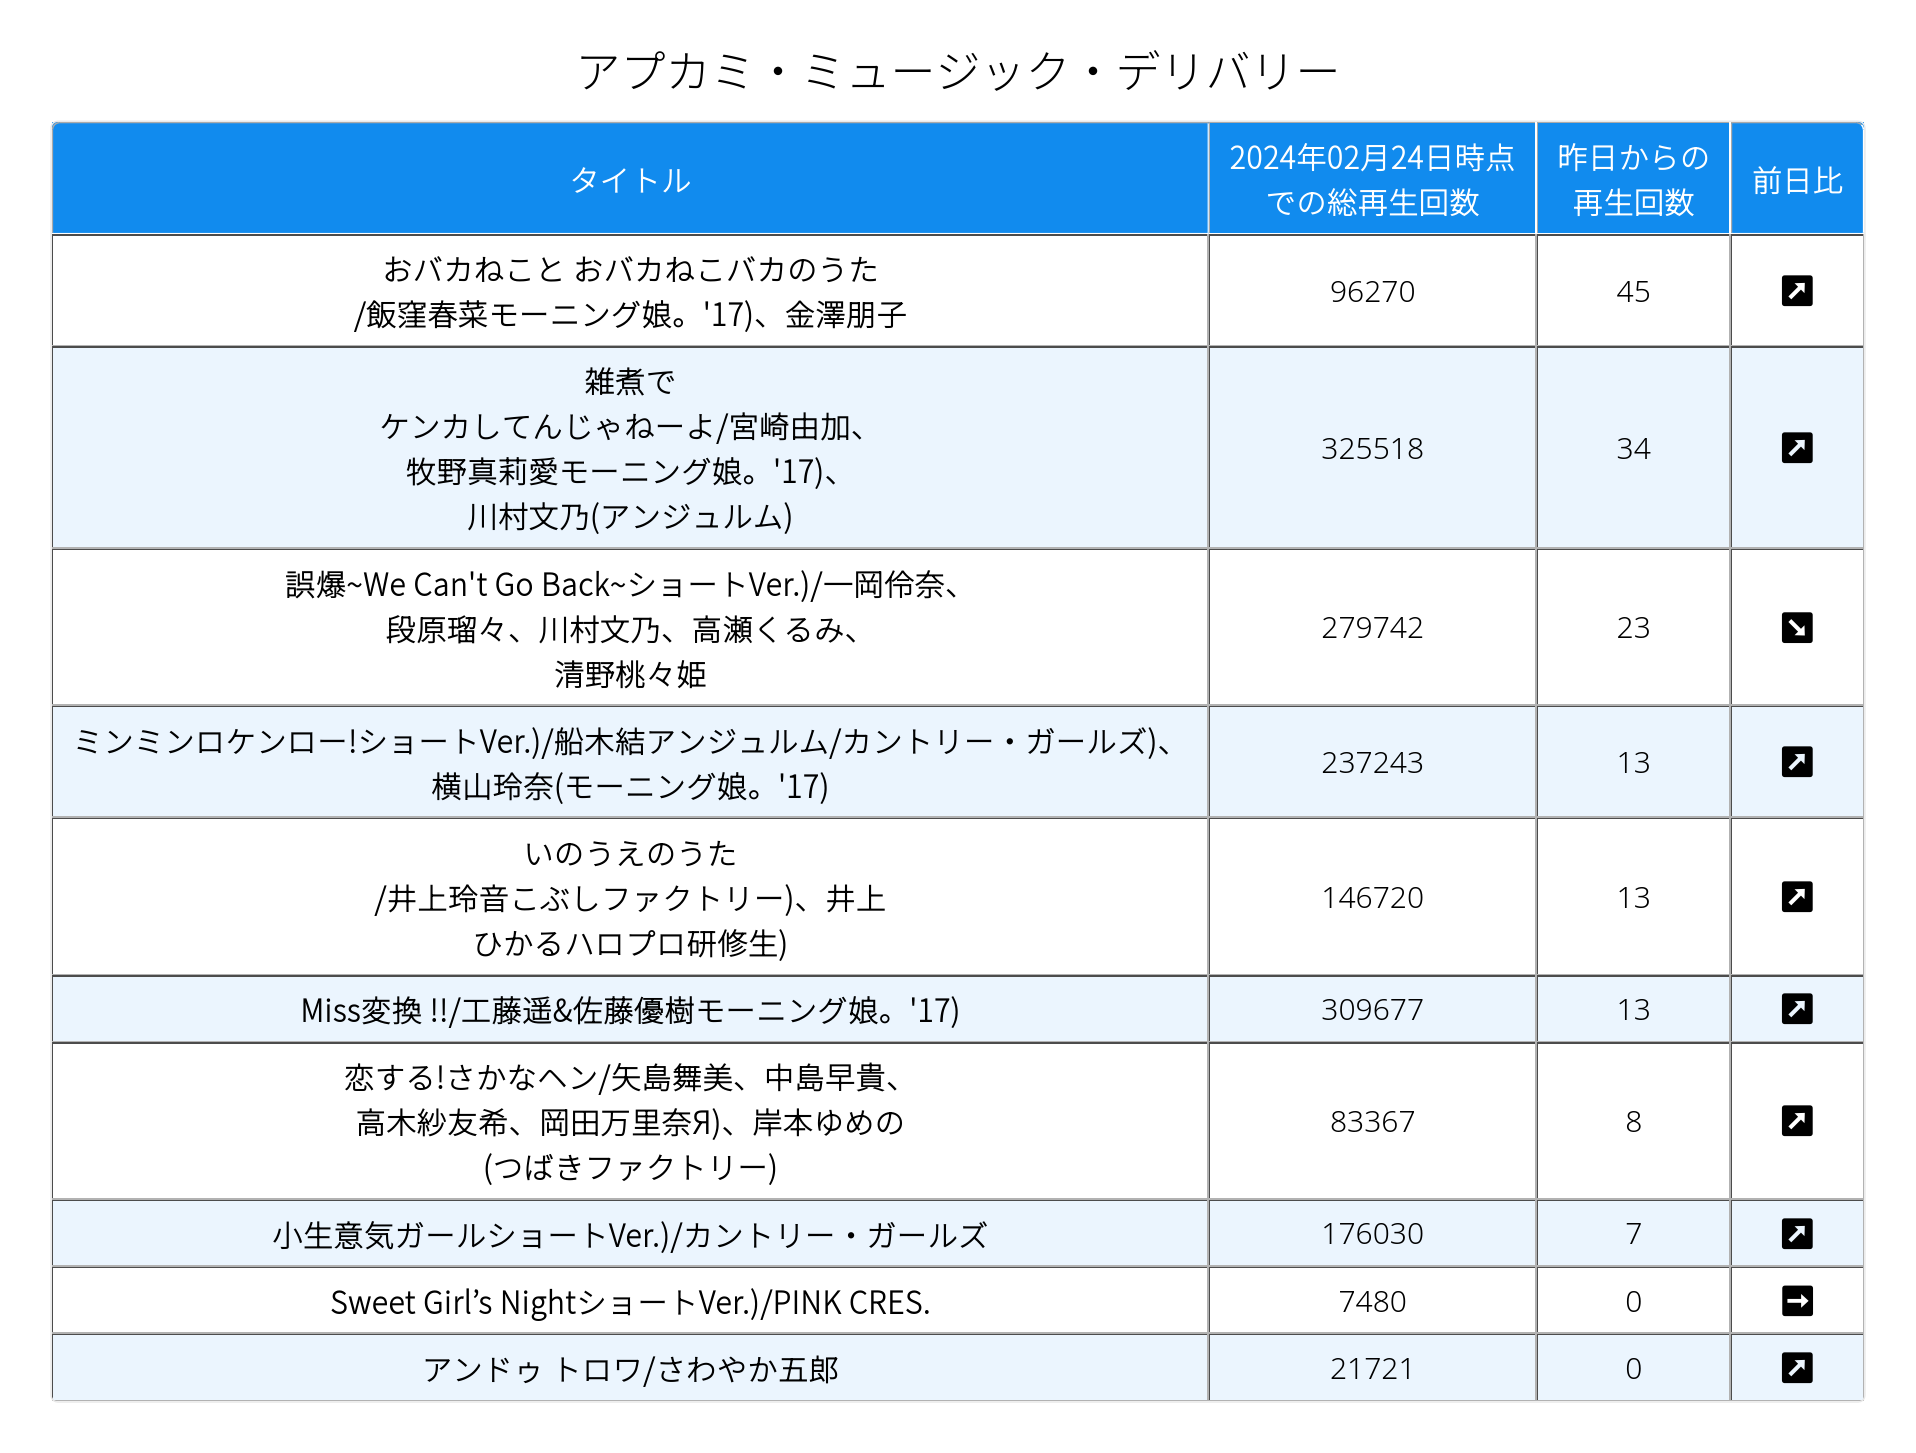 アプカミ・ミュージック・デリバリー
タイトル
2024年02月24日時点
での総再生回数
昨日からの
再生回数
前日比
おバカねこと おバカねこバカのうた
/飯窪春菜モーニング娘。'17)、金澤朋子
96270
45
雑煮で
ケンカしてんじゃねーよ/宮崎由加、
牧野真莉愛モーニング娘。'17)、
川村文乃(アンジュルム)
325518
34
誤爆~We Can't Go Back~ショートVer.)/一岡伶奈、
段原瑠々、川村文乃、高瀬くるみ、
清野桃々姫
279742
23
ミンミンロケンロー!ショートVer.)/船木結アンジュルム/カントリー・ガールズ)、
横山玲奈(モーニング娘。'17)
237243
13
いのうえのうた
/井上玲音こぶしファクトリー)、井上
ひかるハロプロ研修生)
146720
13
Miss変換 !!/工藤遥&佐藤優樹モーニング娘。'17)
309677
13
恋する!さかなヘン/矢島舞美、中島早貴、
高木紗友希、岡田万里奈Я)、岸本ゆめの
(つばきファクトリー)
83367
8
小生意気ガールショートVer.)/カントリー・ガールズ
176030
7
Sweet Girl’s NightショートVer.)/PINK CRES.
7480
0
アンドゥ トロワ/さわやか五郎
21721
0